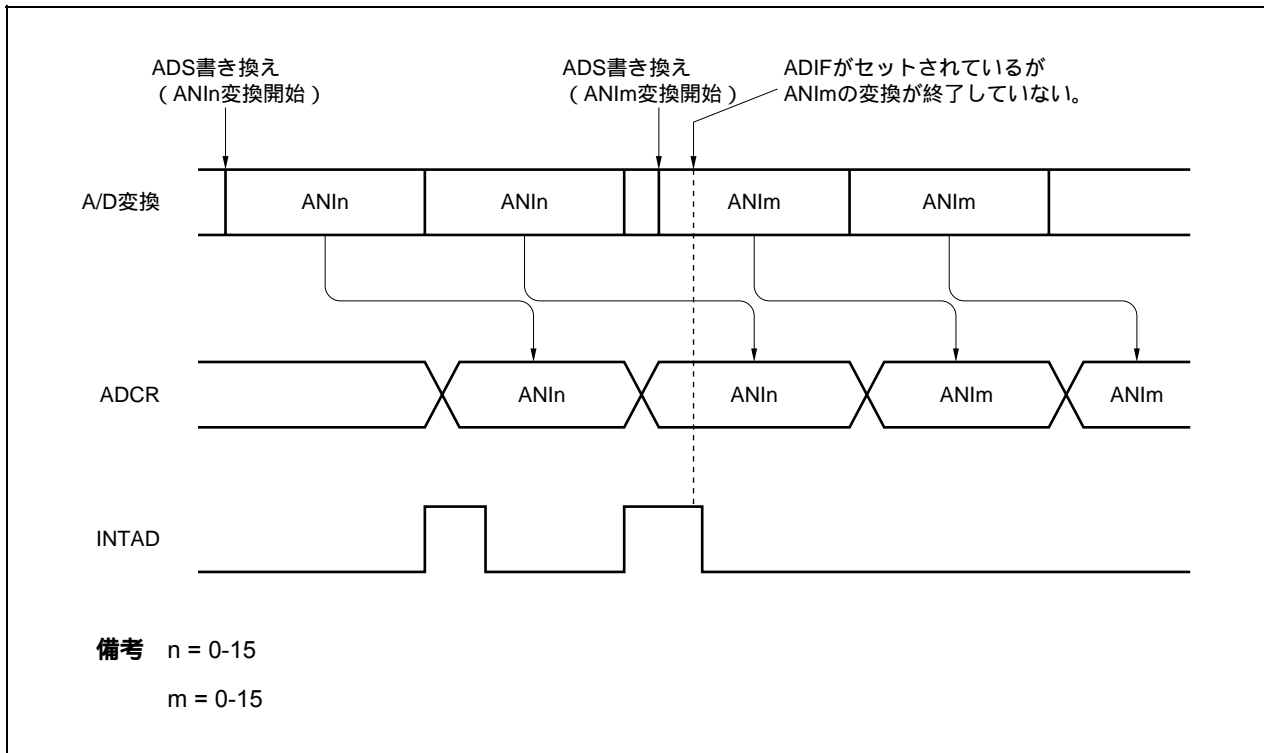 ADS書き換え
（ANIn変換開始）
ADS書き換え
（ANIm変換開始）
ADIFがセットされているが
ANImの変換が終了していない。
A/D変換
ANIn
ANIn
ANIm
ANIm
ADCR
ANIn
ANIn
ANIm
ANIm
INTAD
備考 n = 0-15
m = 0-15